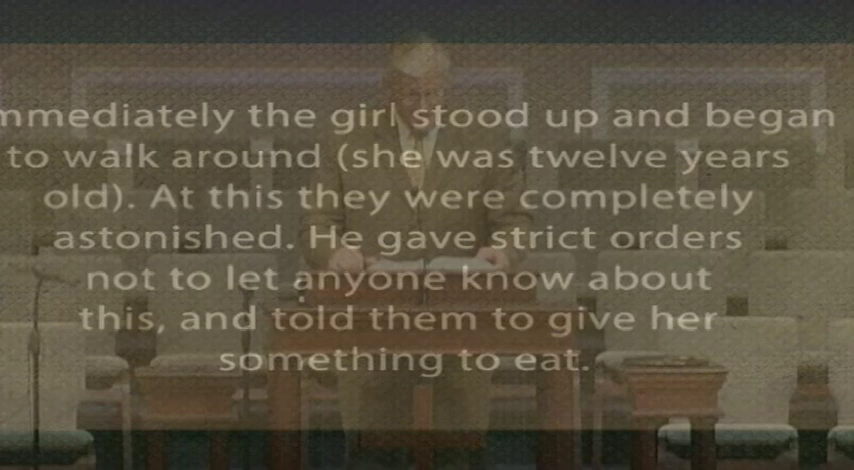 mmediately the girl stood up and began
to walk around (she was twelve years
old). At this they were completely
astonished. He gave strict orders
not to let anyone know about
this, and told them to give her
something to eat.